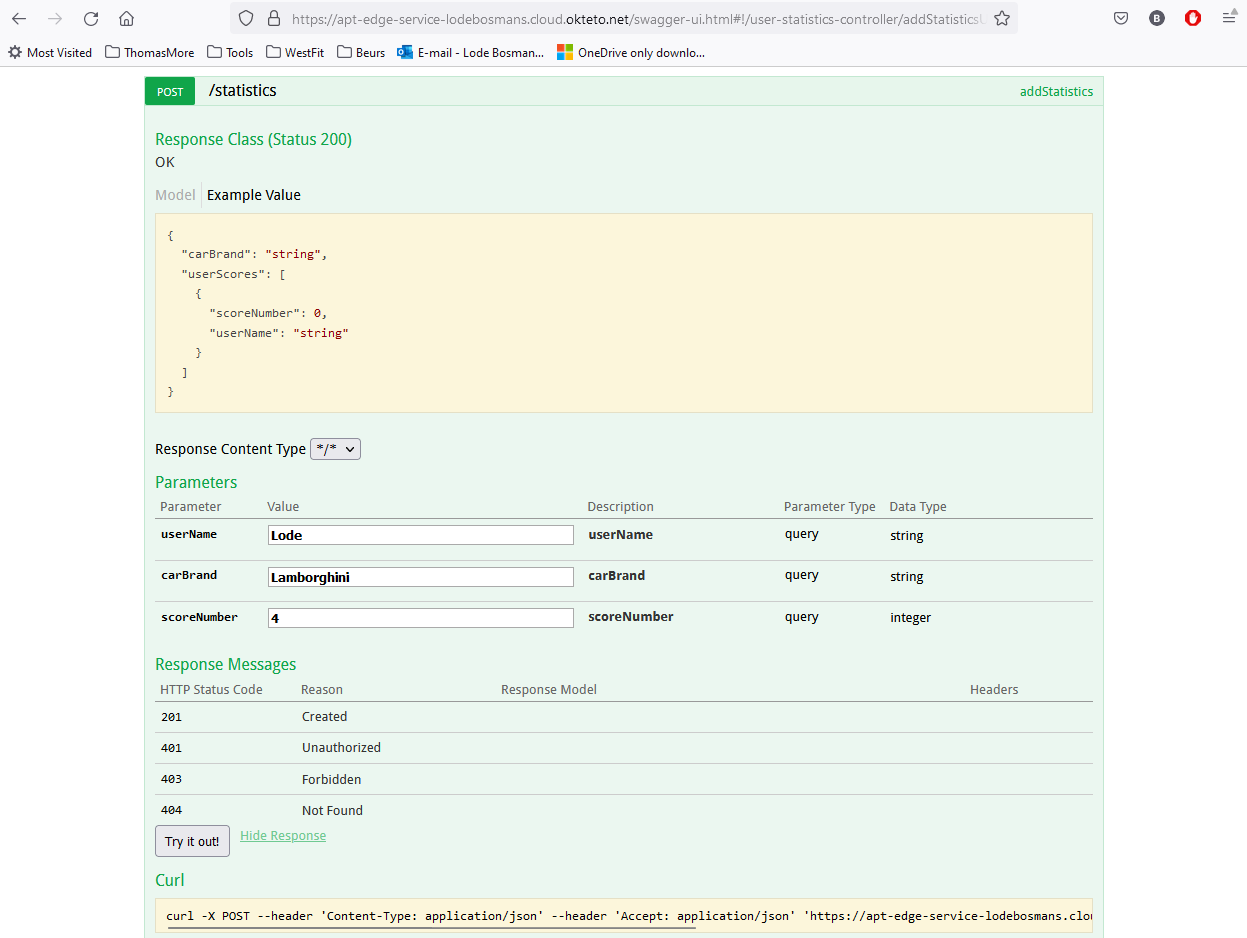 https://apt-edge-service-lodebosmans.cloud.okteto.net/swagger-ui.html#!/user-statistics-controller/addStatistics
B
Most Visited ThomasMore Tools WestFit Beurs E-mail - Lode Bosman... OneDrive only downlo...
POST /statistics addStatistics
Response Class (Status 200)
OK
Model Example Value
{
"carBrand": "string",
"userScores": [
{
"scoreNumber": 0,
"userName": "string"
}
]
}
Response Content Type */*
Parameters
Parameter Value Description Parameter Type Data Type
userName Lode userName query string
carBrand Lamborghini carBrand query string
scoreNumber 4 scoreNumber query integer
Response Messages
HTTP Status Code Reason Response Model Headers
201 Created
401 Unauthorized
403 Forbidden
404 Not Found
Try it out! Hide Response
Curl
curl -X POST --header 'Content-Type: application/json' --header 'Accept: application/json' 'https://apt-edge-service-lodebosmans.clou